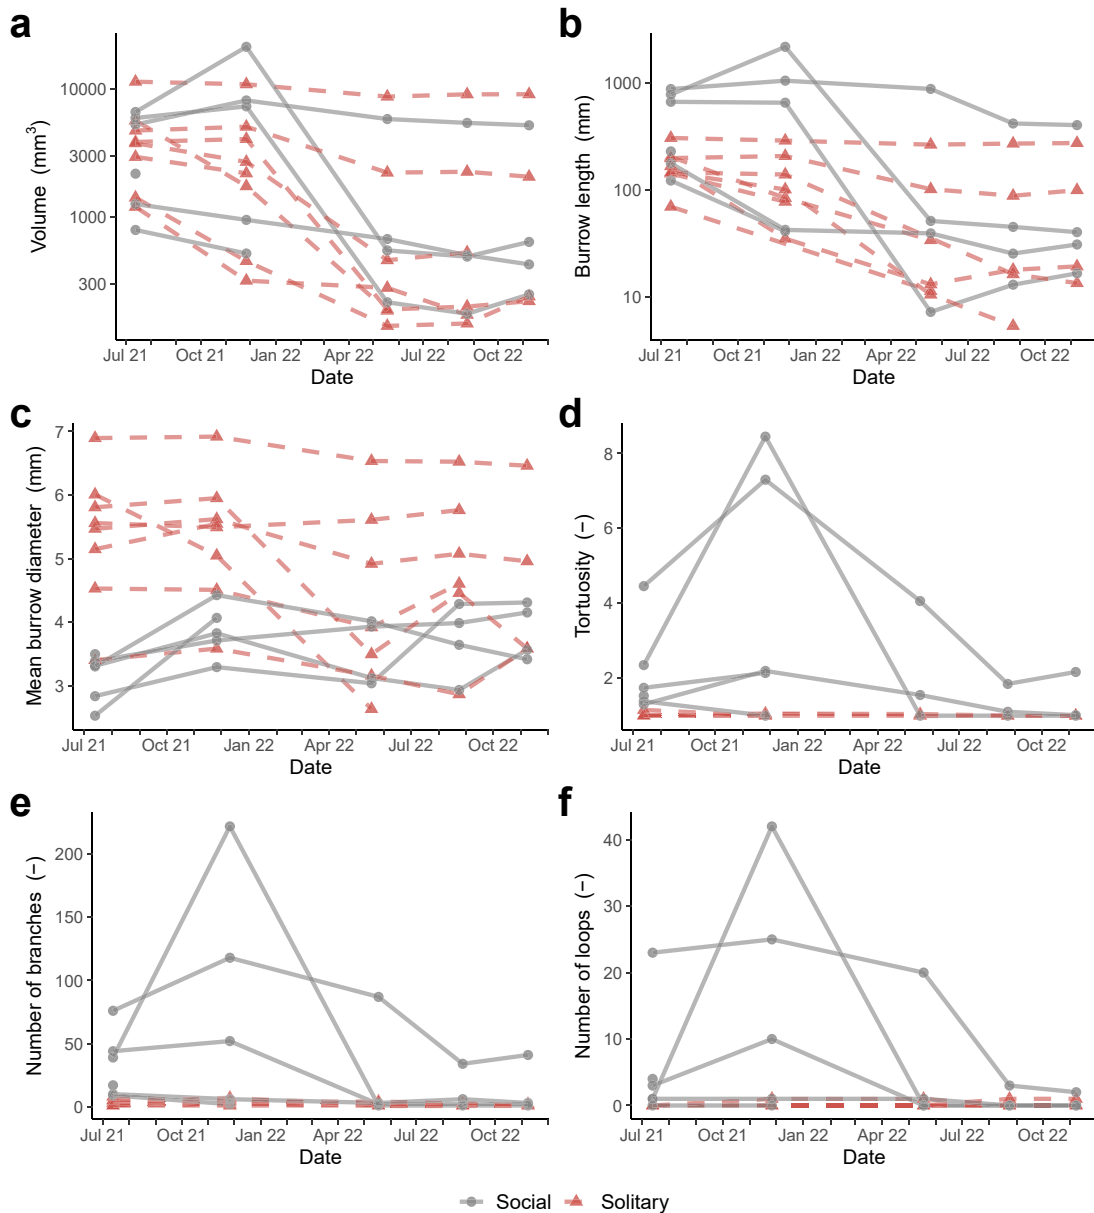 a
b
10000
3000
1000
300
Volume (mm³)
Jul 21 Oct 21 Jan 22 Apr 22 Jul 22 Oct 22
Date
1000
100
10
Burrow length (mm)
Jul 21 Oct 21 Jan 22 Apr 22 Jul 22 Oct 22
Date
c
d
7
6
5
4
3
Mean burrow diameter (mm)
Jul 21 Oct 21 Jan 22 Apr 22 Jul 22 Oct 22
Date
8
6
4
2
Tortuosity (−)
Jul 21 Oct 21 Jan 22 Apr 22 Jul 22 Oct 22
Date
e
f
200
150
100
50
0
Number of branches (−)
Jul 21 Oct 21 Jan 22 Apr 22 Jul 22 Oct 22
Date
40
30
20
10
0
Number of loops (−)
Jul 21 Oct 21 Jan 22 Apr 22 Jul 22 Oct 22
Date
Social Solitary